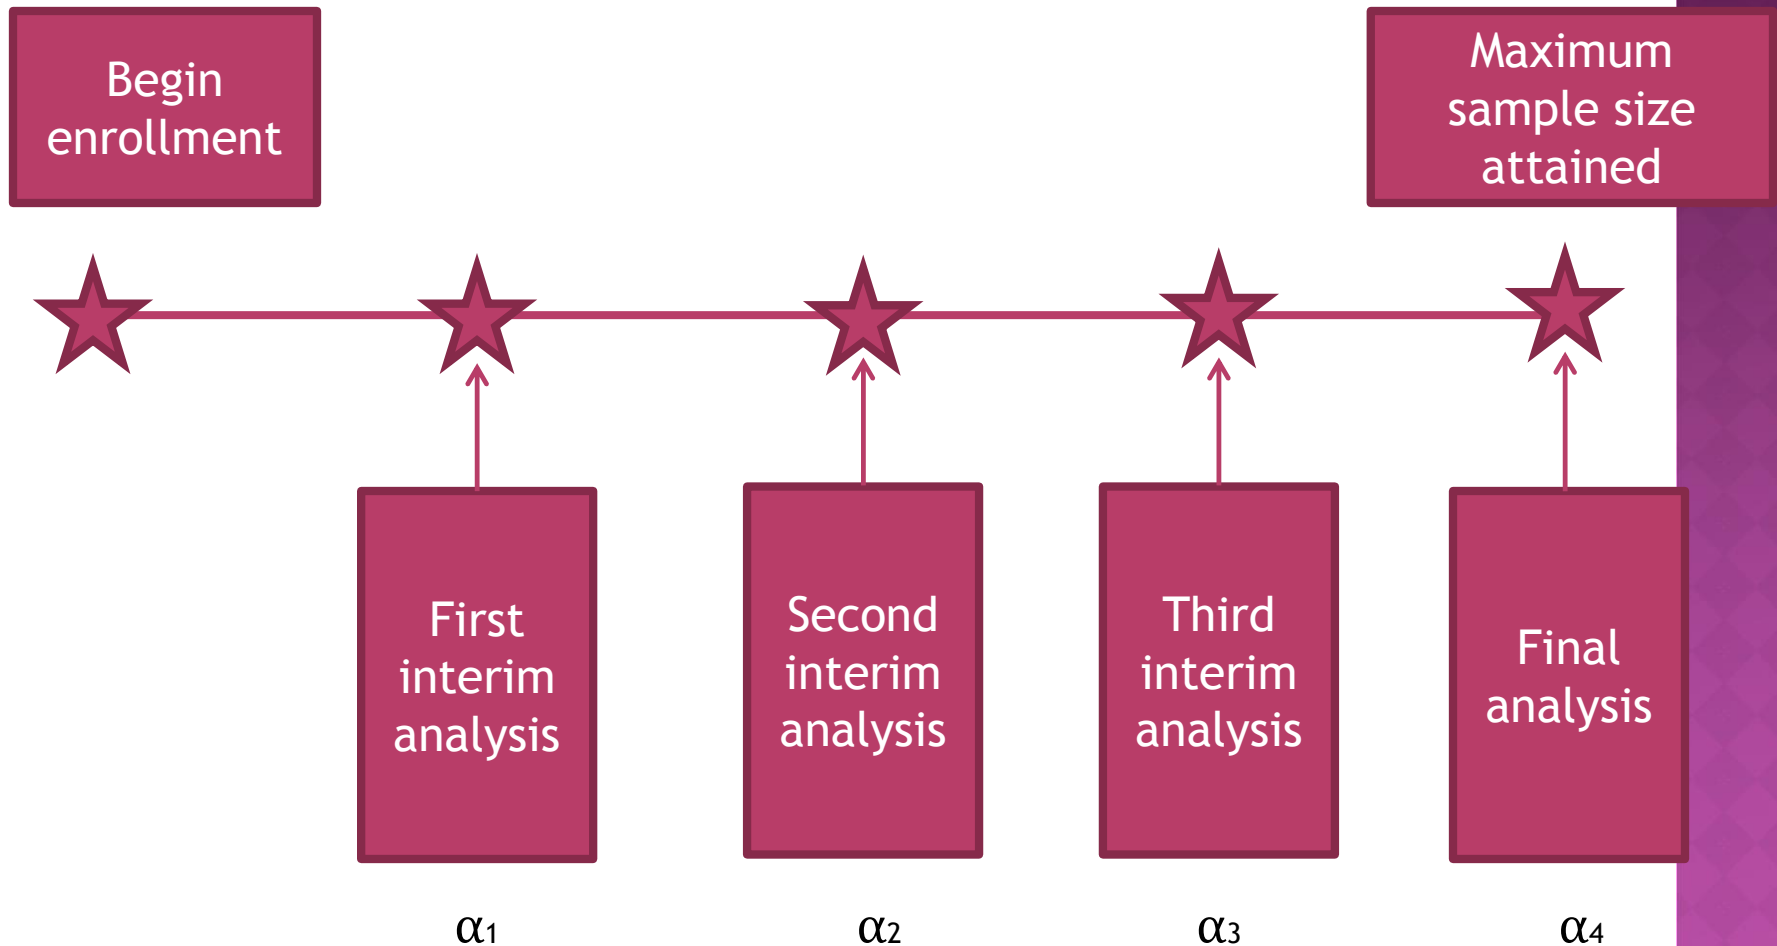 Begin
enrollment
Maximum
sample size
attained
First
interim
analysis
Second
interim
analysis
Third
interim
analysis
Final
analysis
α1
α2
α3
α4